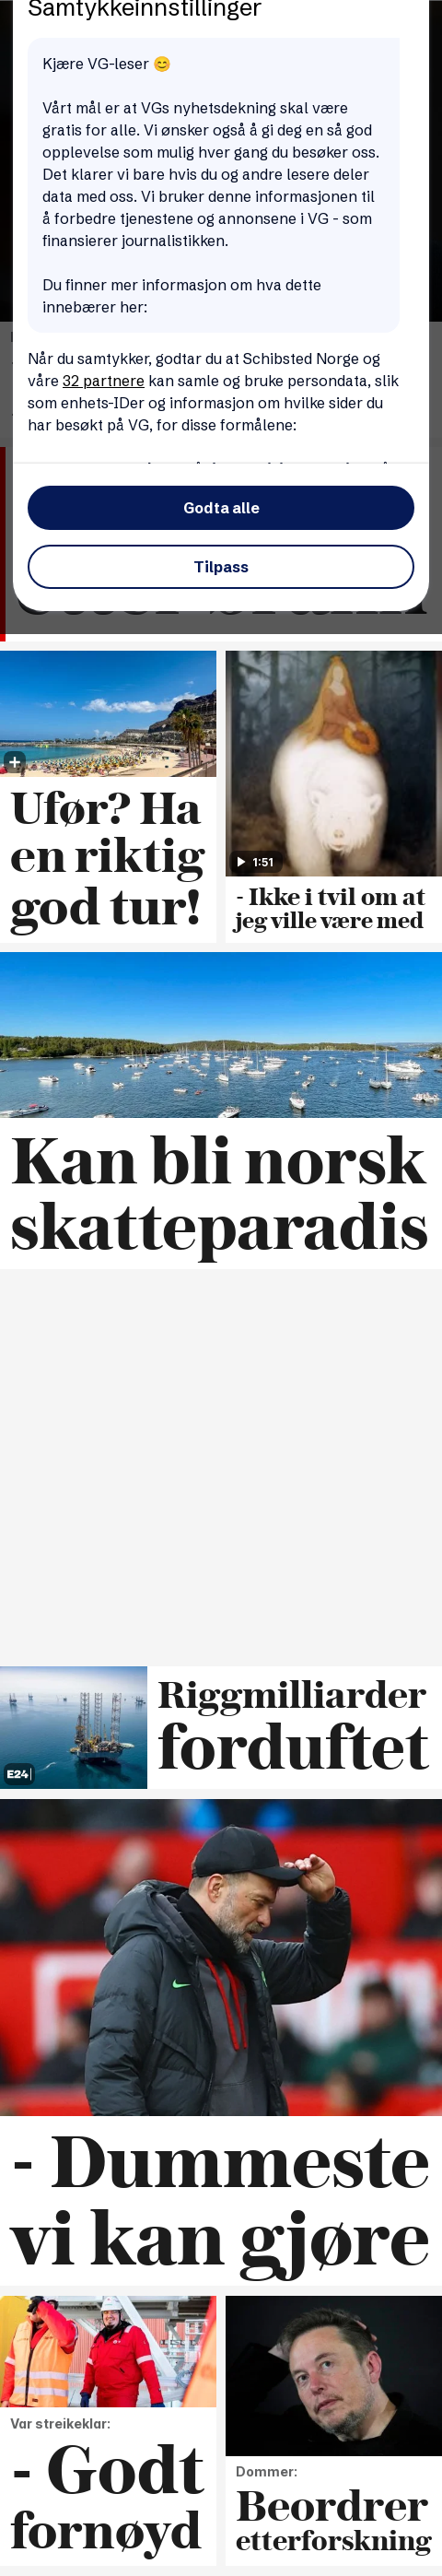 Samtykkeinnstillinger
Kjære VG-leser 😊
Vårt mål er at VGs nyhetsdekning skal være
gratis for alle. Vi ønsker også å gi deg en så god
opplevelse som mulig hver gang du besøker oss.
Det klarer vi bare hvis du og andre lesere deler
data med oss. Vi bruker denne informasjonen til
å forbedre tjenestene og annonsene i VG - som
finansierer journalistikken.
Du finner mer informasjon om hva dette
innebærer her:
Når du samtykker, godtar du at Schibsted Norge og
våre 32 partnere kan samle og bruke persondata, slik
som enhets-IDer og informasjon om hvilke sider du
har besøkt på VG, for disse formålene:
Godta alle
Tilpass
Ufør? Ha
en riktig
god tur!
1:51
- Ikke i tvil om at
jeg ville være med
Kan bli norsk
skatteparadis
E24
Riggmilliarder
forduftet
- Dummeste
vi kan gjøre
Var streikeklar:
- Godt
fornøyd
Dommer:
Beordrer
etterforskning